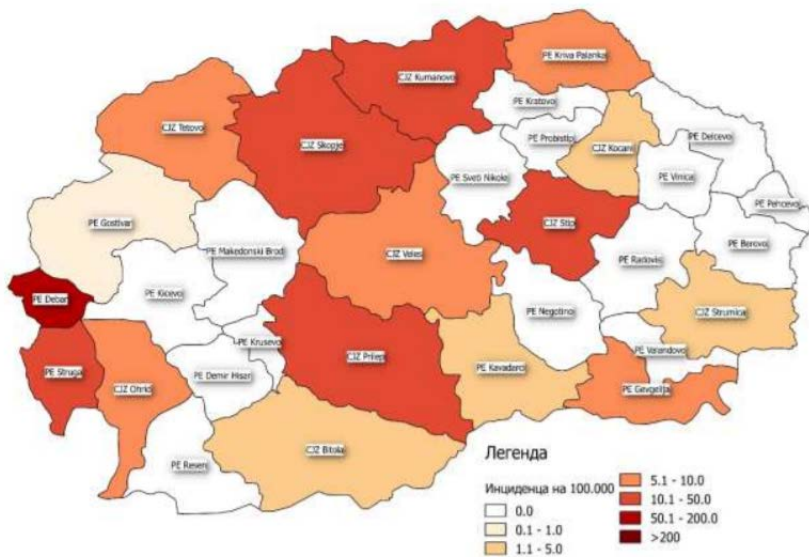 PE Kriva Palanka
CJZ Kumanovo
PE Kratovo
CJZ Tetovo
PE Probistip
PE Delcevo
CJZ Skopje
CJZ Kocani
PE Sveti Nikole
PE Vinica
PE Pehcevo
PE Gostivar
CJZ Stip
PE Makedonski Brod
PE Berovo
CJZ Veles
PE Radovis
PE Debar
PE Kicevo
PE Negotino
CJZ Strumica
PE Krusevo
PE Valandovo
CJZ Prilep
PE Struga
PE Kavadarci
PE Demir Hisar
CJZ Ohrid
PE Gevgelija
CJZ Bitola
PE Resen
Легенда
Инциденца на 100.000
0.0
0.1 - 1.0
1.1 - 5.0
5.1 - 10.0
10.1 - 50.0
50.1 - 200.0
>200